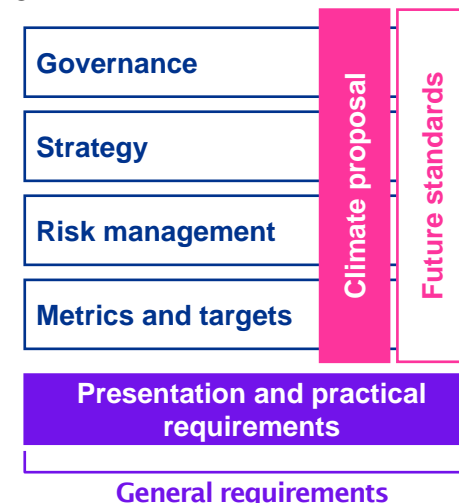 Governance
Strategy
Risk management
Metrics and targets
Climate proposal
Future standards
Presentation and practical
requirements
General requirements